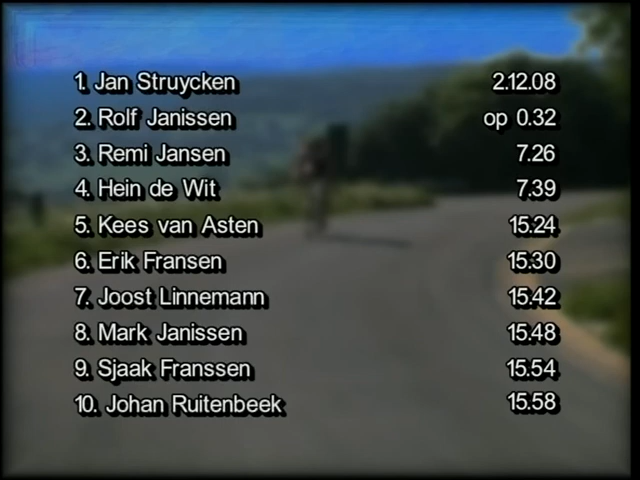 1. Jan Struycken 2.12.08
2. Rolf Janissen op 0.32
3. Remi Jansen 7.26
4. Hein de Wit 7.39
5. Kees van Asten 15.24
6. Erik Fransen 15.30
7. Joost Linnemann 15.42
8. Mark Janissen 15.48
9. Sjaak Franssen 15.54
10. Johan Ruitenbeek 15.58